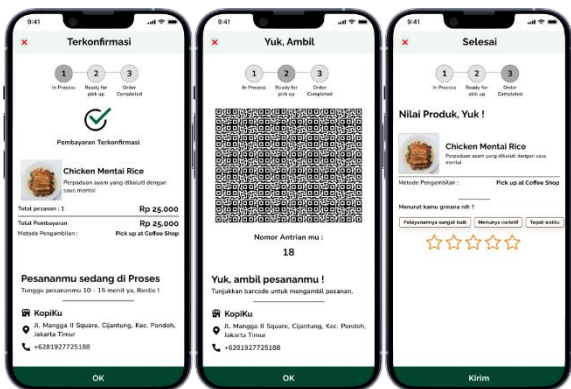 9:41
Terkonfirmasi
1
2
3
In Process
Ready for
pick up
Order
Completed
Pembayaran Terkonfirmasi
Chicken Mentai Rice
Perpaduan ayam yang dibaluti dengan
saus mentai
Total pesanan : 1
Rp 25.000
Total Pembayaran
Rp 25.000
Metode Pengambilan :
Pick up at Coffee Shop
Pesananmu sedang di Proses
Tunggu pesananmu 10 - 15 menit ya, Bestie !
KopiKu
Jl. Mangga II Square, Cijantung, Kec. Pondoh,
Jakarta Timur
+6281927725188
OK
9:41
Yuk, Ambil
1
2
3
In Process
Ready for
pick up
Order
Completed
Nomor Antrian mu :
18
Yuk, ambil pesananmu !
Tunjukkan barcode untuk mengambil pesanan.
KopiKu
Jl. Mangga II Square, Cijantung, Kec. Pondoh,
Jakarta Timur
+6281927725188
OK
9:41
Selesai
1
2
3
In Process
Ready for
pick up
Order
Completed
Nilai Produk, Yuk !
Chicken Mentai Rice
Perpaduan ayam yang dibaluti dengan saus
mentai
Metode Pengambilan :
Pick up at Coffee Shop
Menurut kamu gimana nih ?
Pelayanannya sangat baik
Menunya variatif
Tepat waktu
Kirim